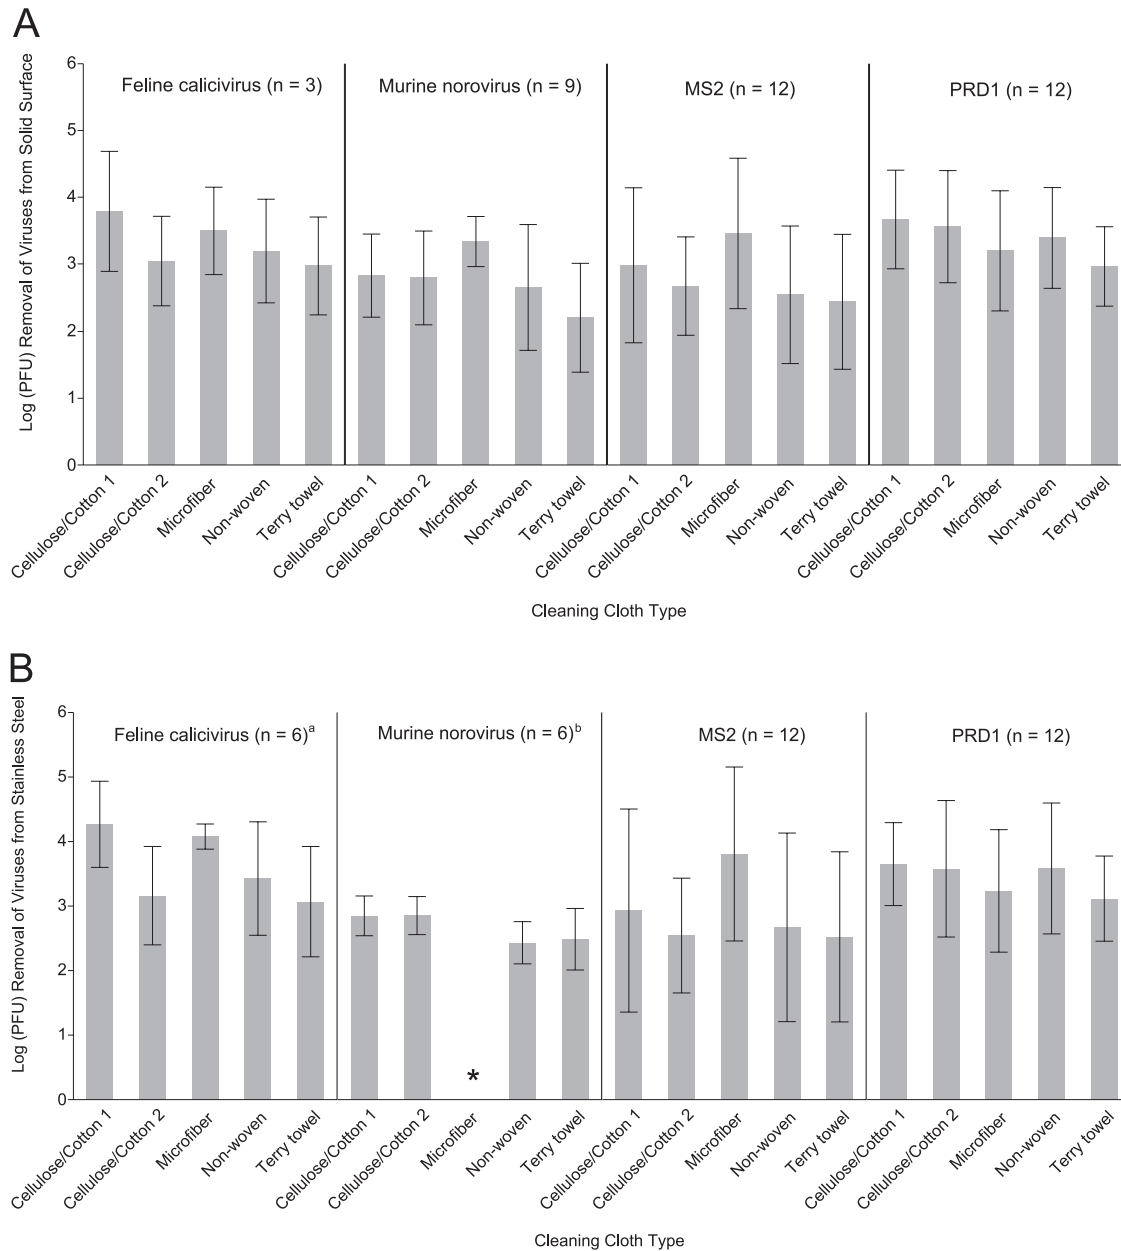 A
Log (PFU) Removal of Viruses from Solid Surface
6
5
4
3
2
1
0
Feline calicivirus (n = 3)
Murine norovirus (n = 9)
MS2 (n = 12)
PRD1 (n = 12)
Cellulose/Cotton 1
Cellulose/Cotton 2
Microfiber
Non-woven
Terry towel
Cellulose/Cotton 1
Cellulose/Cotton 2
Microfiber
Non-woven
Terry towel
Cellulose/Cotton 1
Cellulose/Cotton 2
Microfiber
Non-woven
Terry towel
Cellulose/Cotton 1
Cellulose/Cotton 2
Microfiber
Non-woven
Terry towel
Cleaning Cloth Type
B
Log (PFU) Removal of Viruses from Stainless Steel
6
5
4
3
2
1
0
Feline calicivirus (n = 6)a
Murine norovirus (n = 6)b
MS2 (n = 12)
PRD1 (n = 12)
*
Cellulose/Cotton 1
Cellulose/Cotton 2
Microfiber
Non-woven
Terry towel
Cellulose/Cotton 1
Cellulose/Cotton 2
Microfiber
Non-woven
Terry towel
Cellulose/Cotton 1
Cellulose/Cotton 2
Microfiber
Non-woven
Terry towel
Cellulose/Cotton 1
Cellulose/Cotton 2
Microfiber
Non-woven
Terry towel
Cleaning Cloth Type